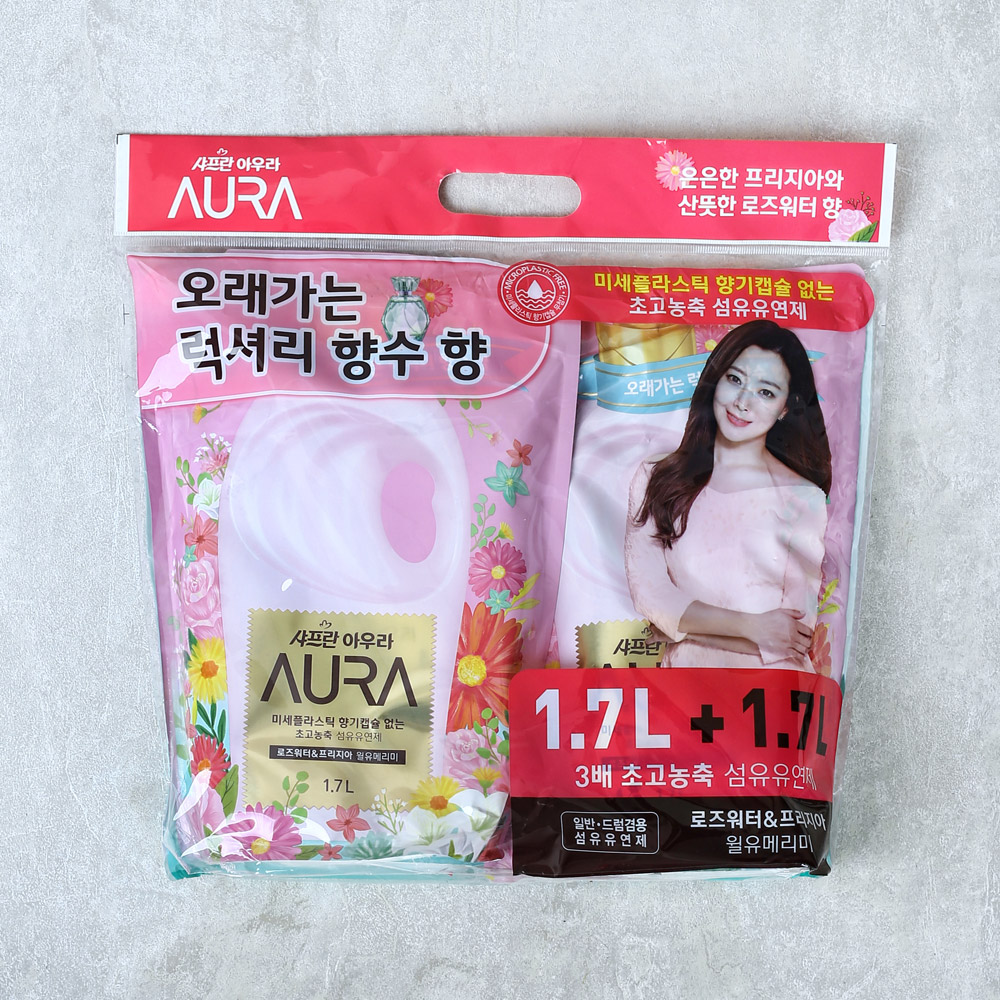 샤프란 아우라
AURA
은은한 프리지아와
산뜻한 로즈워터 향
오래가는
럭셔리 향수 향
MICROPLASTIC FREE
미세플라스틱 향기캡슐 없는
초고농축 섬유유연제
오래가는 럭
샤프란 아우라
AURA
미세플라스틱 향기캡슐 없는
초고농축 섬유유연제
로즈워터&프리지아 윌유메리미
1.7L
샤프란
AU
1.7L + 1.7L
3배 초고농축 섬유유연제
일반·드럼겸용
섬유유연제
로즈워터&프리지아
윌유메리미